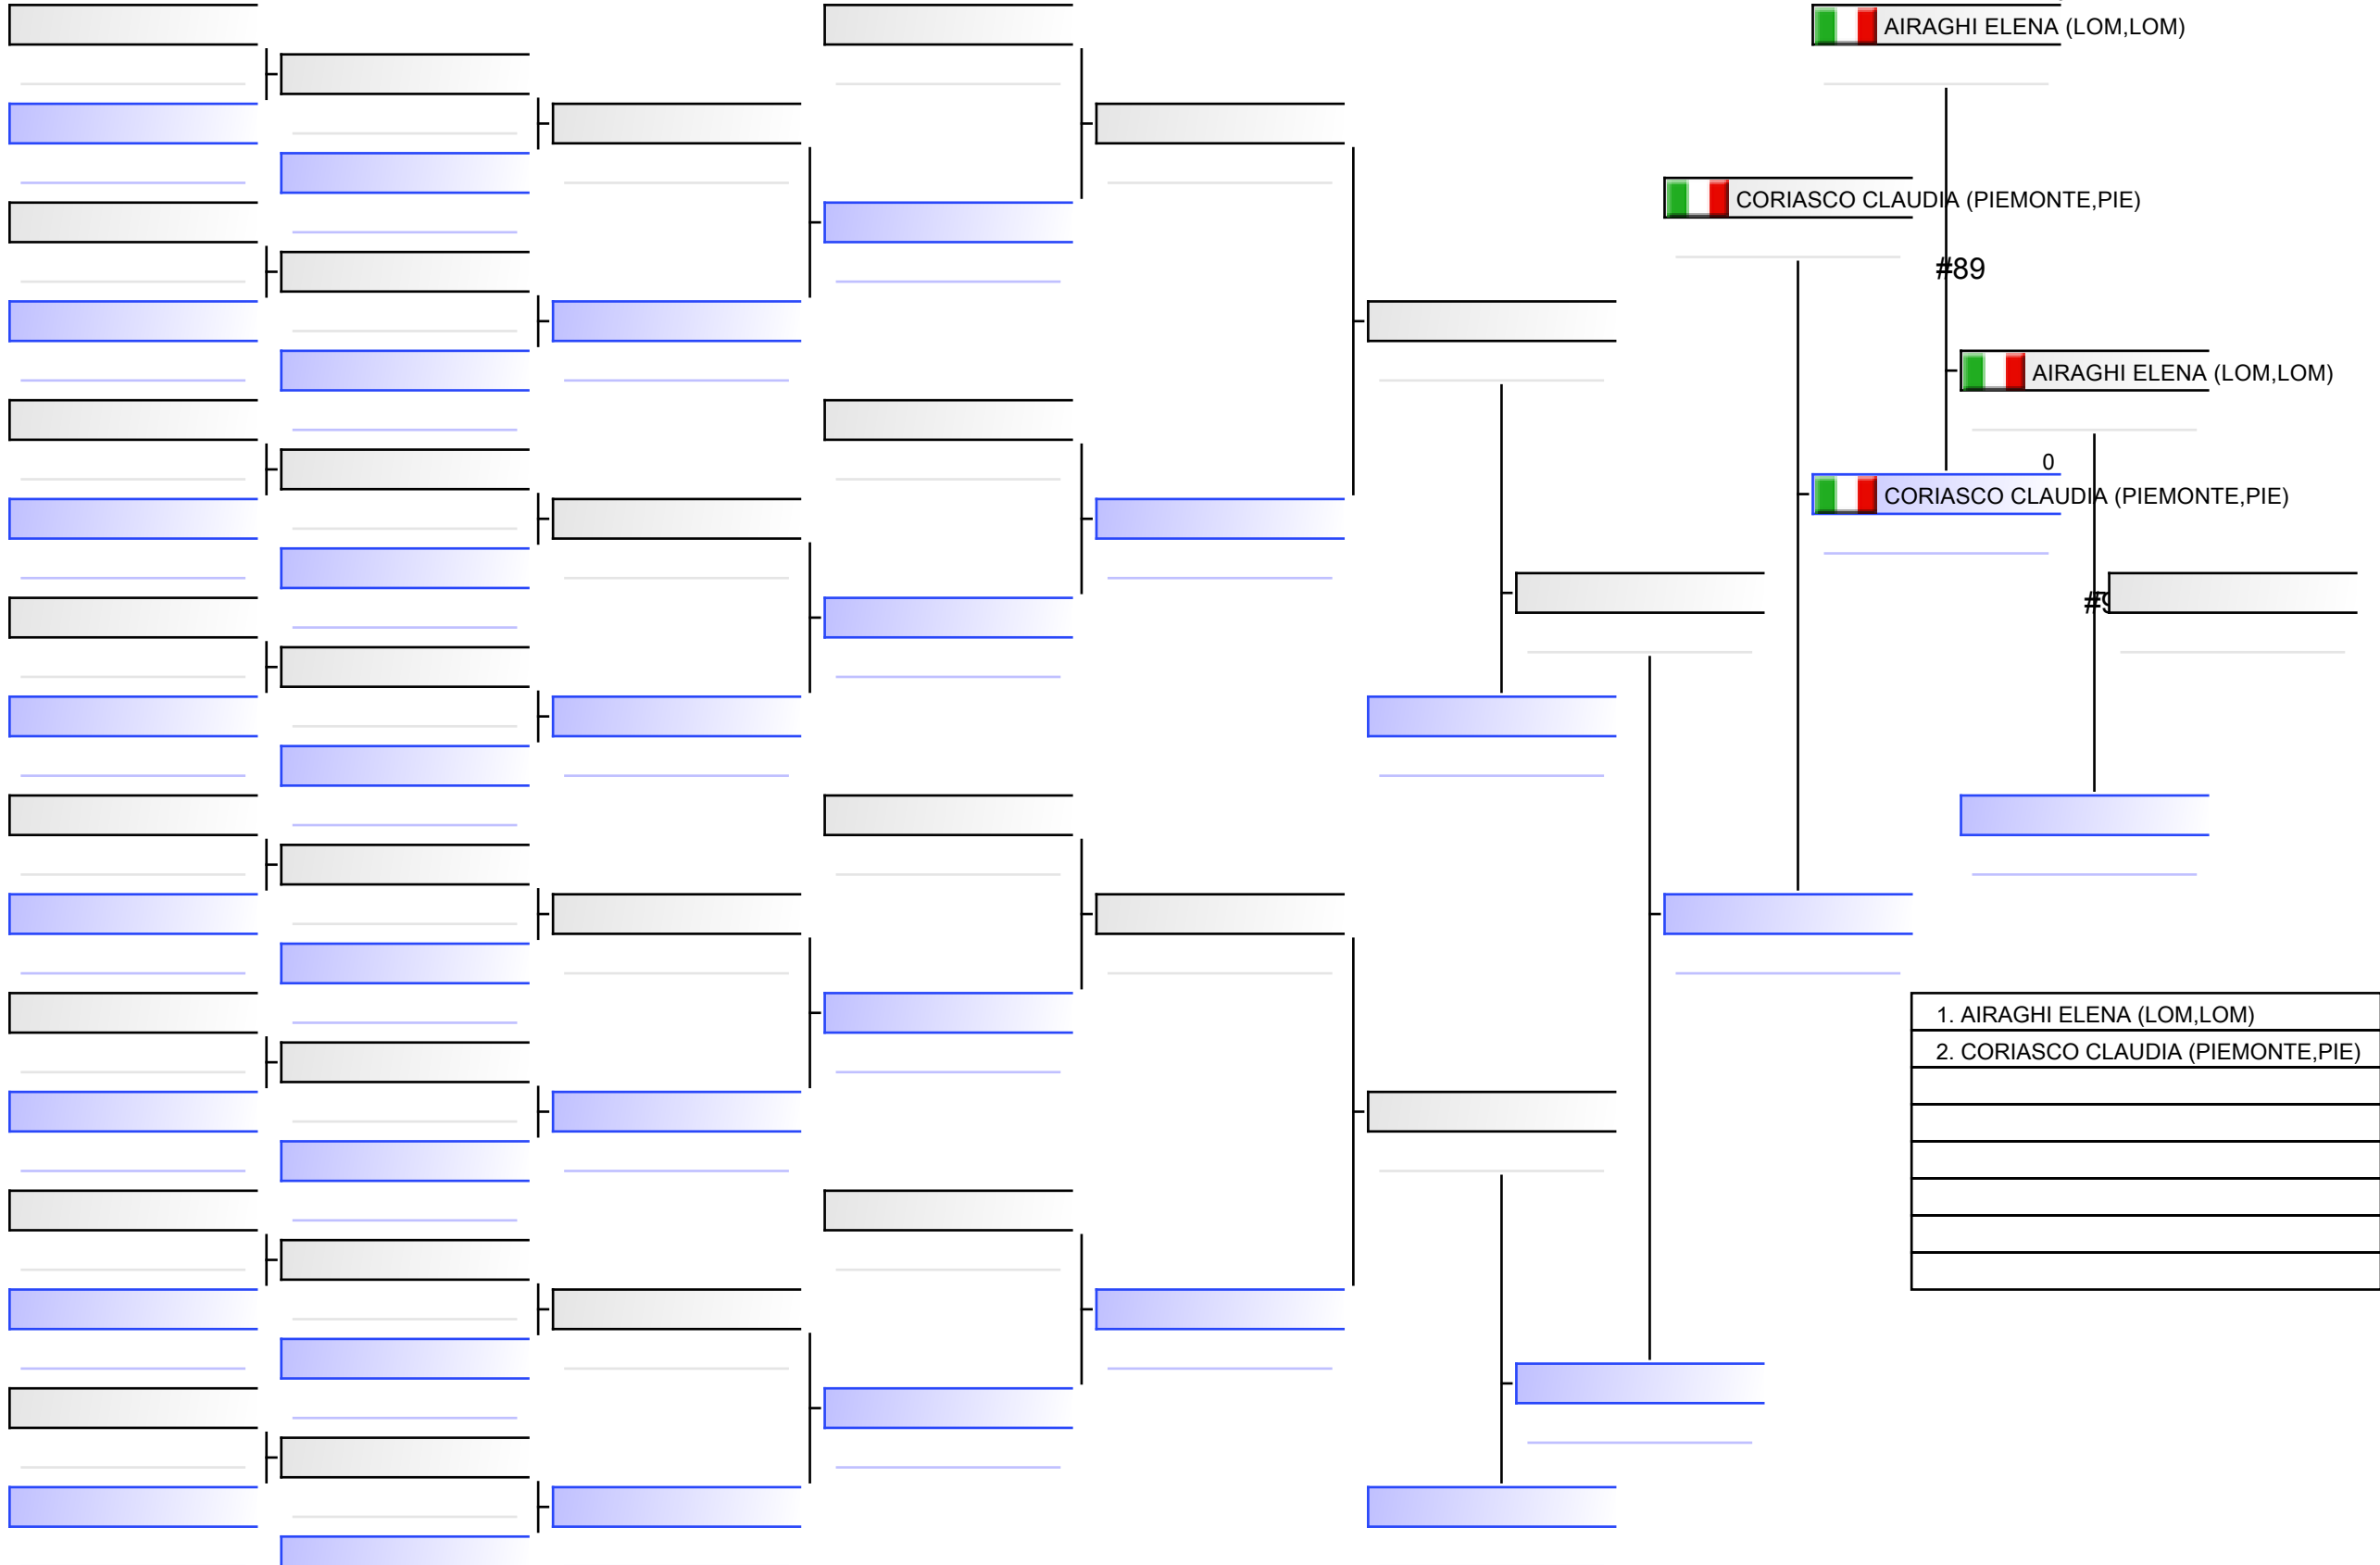 AIRAGHI ELENA (LOM,LOM)
CORIASCO CLAUDIA (PIEMONTE,PIE)
#89
AIRAGHI ELENA (LOM,LOM)
0
CORIASCO CLAUDIA (PIEMONTE,PIE)
1. AIRAGHI ELENA (LOM,LOM)
2. CORIASCO CLAUDIA (PIEMONTE,PIE)